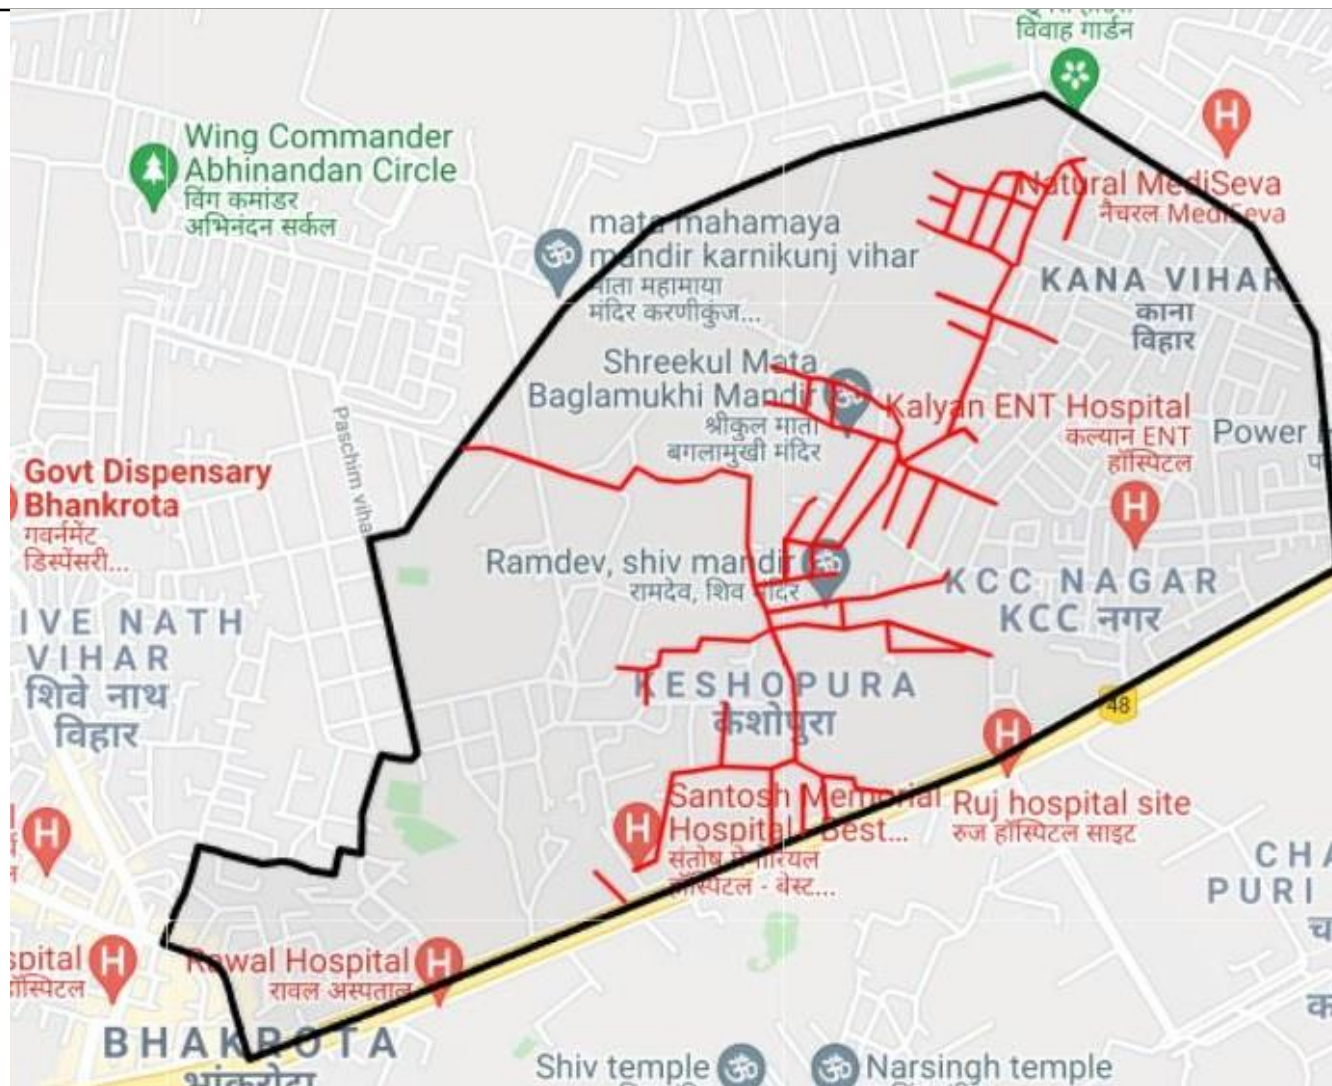 विवाह गार्डन
Wing Commander
Abhinandan Circle
विंग कमांडर
अभिनंदन सर्कल
Natural MediSeva
नैचरल MediSeva
mata mahamaya
mandir karnikunj vihar
माता महामाया
मंदिर करणीकुंज...
KANA VIHAR
काना
विहार
Shreekul Mata
Baglamukhi Mandir
श्रीकुल माता
बगलामुखी मंदिर
Kalyan ENT Hospital
कल्यान ENT
हॉस्पिटल
Power
Paschim vihar
Govt Dispensary
Bhankrota
गवर्नमेंट
डिस्पेंसरी...
Ramdev, shiv mandir
रामदेव, शिव मंदिर
KCC NAGAR
KCC नगर
IVE NATH
VIHAR
शिवे नाथ
विहार
KESHOPURA
केशोपुरा
48
Santosh Memorial
Hospital - Best...
संतोष मेमोरियल
हॉस्पिटल - बेस्ट...
Ruj hospital site
रुज हॉस्पिटल साइट
CHA
PURI
च
क
spital
हॉस्पिटल
Rawal Hospital
रावल अस्पताल
BHAKROTA
भांकरोटा
Shiv temple
Narsingh temple